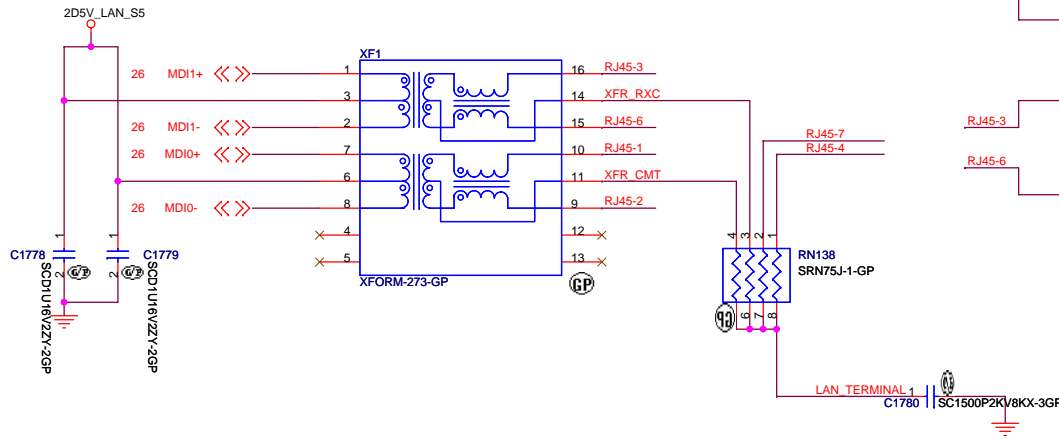 2D5V_LAN_S5
XF1
26 MDI1+ 1 16 RJ45-3
3 14 XFR_RXC
26 MDI1- 2 15 RJ45-6
26 MDI0+ 7 10 RJ45-1
6 11 XFR_CMT
26 MDI0- 8 9 RJ45-2
4 12
5 13
XFORM-273-GP
GP
RJ45-7
RJ45-4
RJ45-3
RJ45-6
C1778
1
2
SCD1U16V2ZY-2GP
C1779
1
2
SCD1U16V2ZY-2GP
4 3 2 1
RN138
SRN75J-1-GP
6 7 8
GP
LAN_TERMINAL 1
C1780
SC1500P2KV8KX-3GP